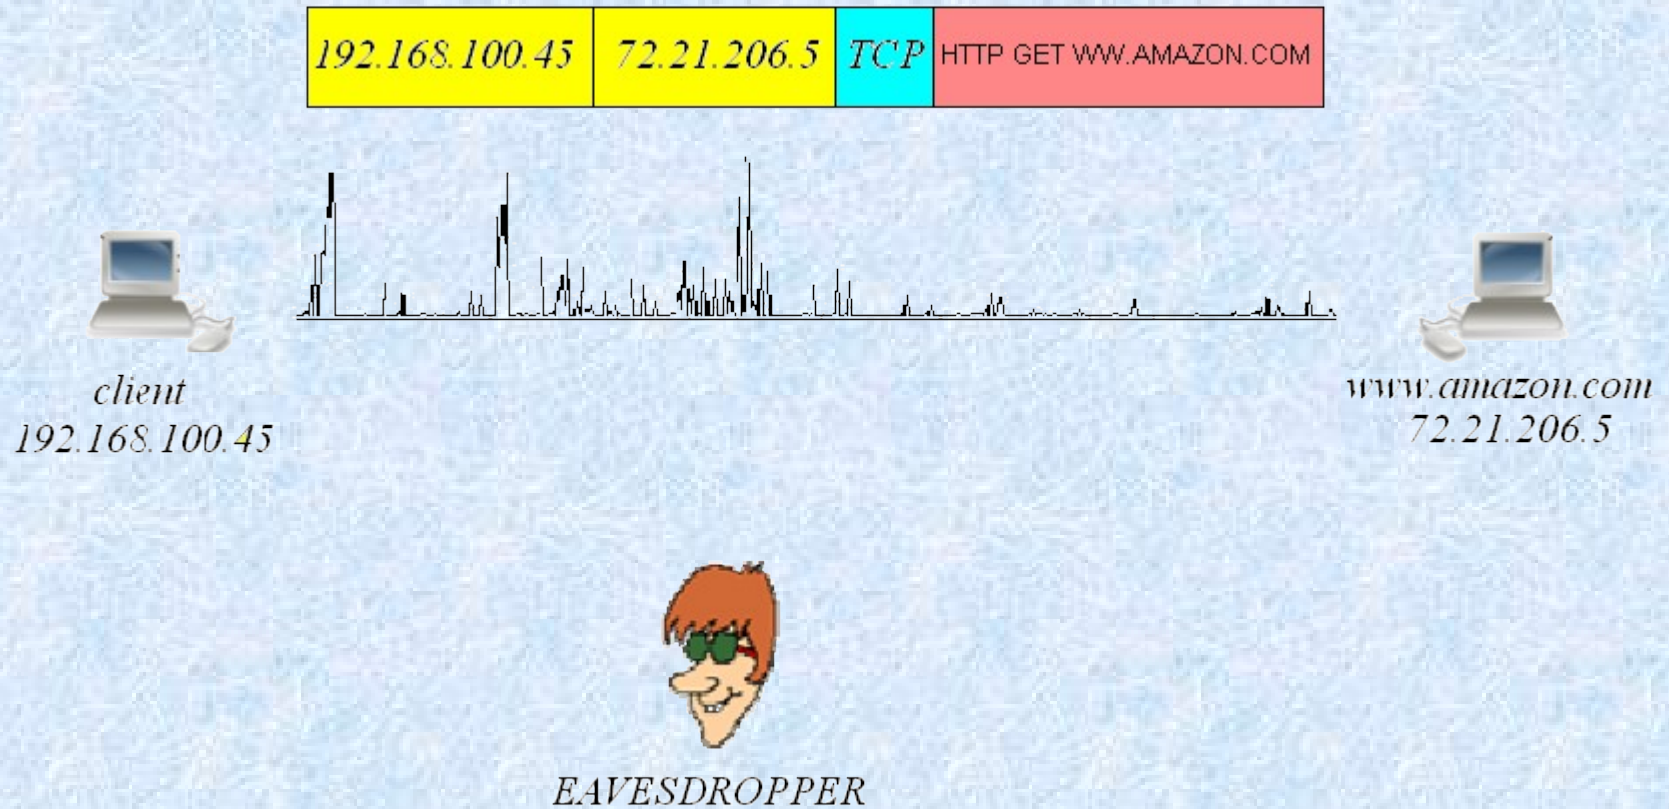 192.168.100.45 72.21.206.5 TCP HTTP GET WW.AMAZON.COM
client
192.168.100.45
www.amazon.com
72.21.206.5
EAVESDROPPER